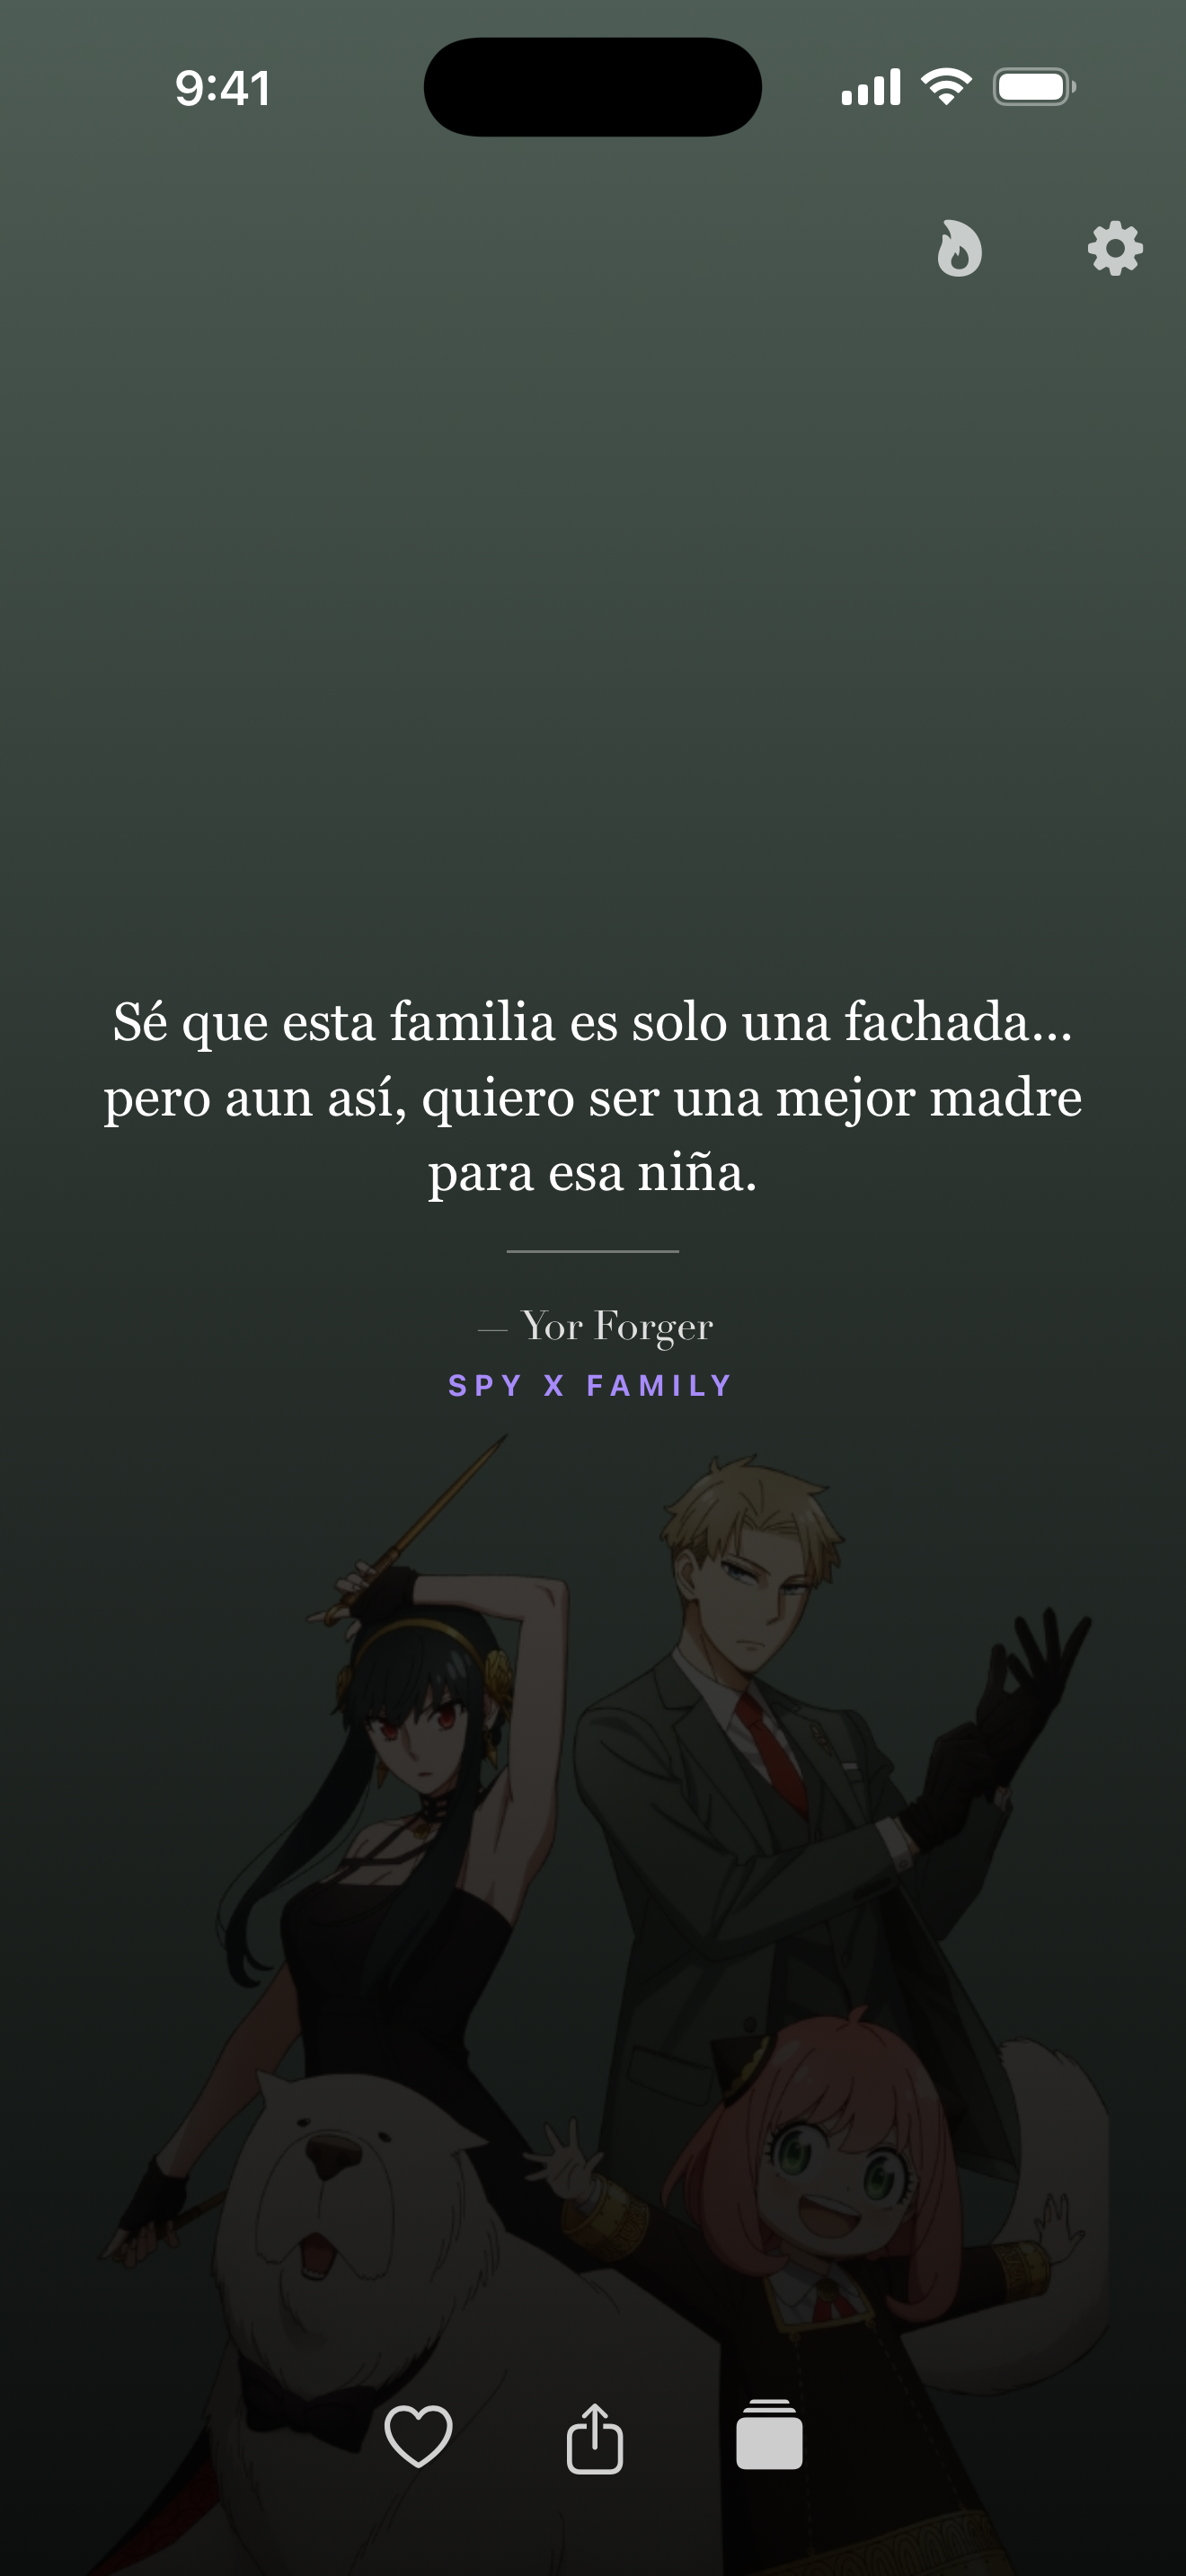 9:41
Sé que esta familia es solo una fachada...
pero aun así, quiero ser una mejor madre
para esa niña.
— Yor Forger
SPY X FAMILY